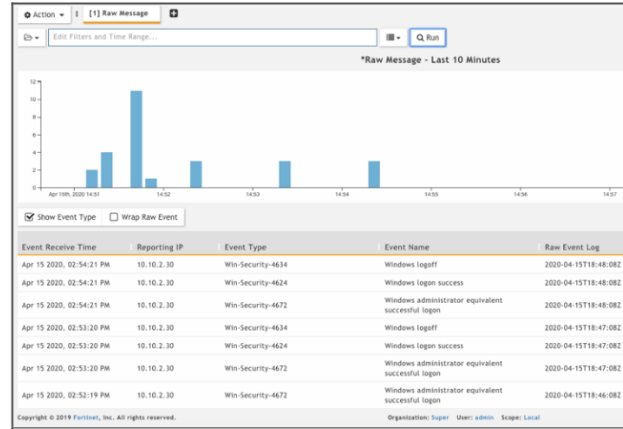 Action
[1] Raw Message
Edit Filters and Time Range...
Run
*Raw Message - Last 10 Minutes
12
10
8
6
4
2
0
Apr 15th, 2020 14:51 14:52 14:53 14:54 14:55 14:56 14:57
Show Event Type Wrap Raw Event
Event Receive Time Reporting IP Event Type Event Name Raw Event Log
Apr 15 2020, 02:54:21 PM 10.10.2.30 Win-Security-4634 Windows logoff 2020-04-15T18:48:08Z
Apr 15 2020, 02:54:21 PM 10.10.2.30 Win-Security-4624 Windows logon success 2020-04-15T18:48:08Z
Apr 15 2020, 02:54:21 PM 10.10.2.30 Win-Security-4672 Windows administrator equivalent successful logon 2020-04-15T18:48:08Z
Apr 15 2020, 02:53:20 PM 10.10.2.30 Win-Security-4634 Windows logoff 2020-04-15T18:47:08Z
Apr 15 2020, 02:53:20 PM 10.10.2.30 Win-Security-4624 Windows logon success 2020-04-15T18:47:08Z
Apr 15 2020, 02:53:20 PM 10.10.2.30 Win-Security-4672 Windows administrator equivalent successful logon 2020-04-15T18:47:08Z
Apr 15 2020, 02:52:19 PM 10.10.2.30 Win-Security-4672 Windows administrator equivalent successful logon 2020-04-15T18:46:08Z
Copyright © 2019 Fortinet, Inc. All rights reserved. Organization: Super User: admin Scope: Local